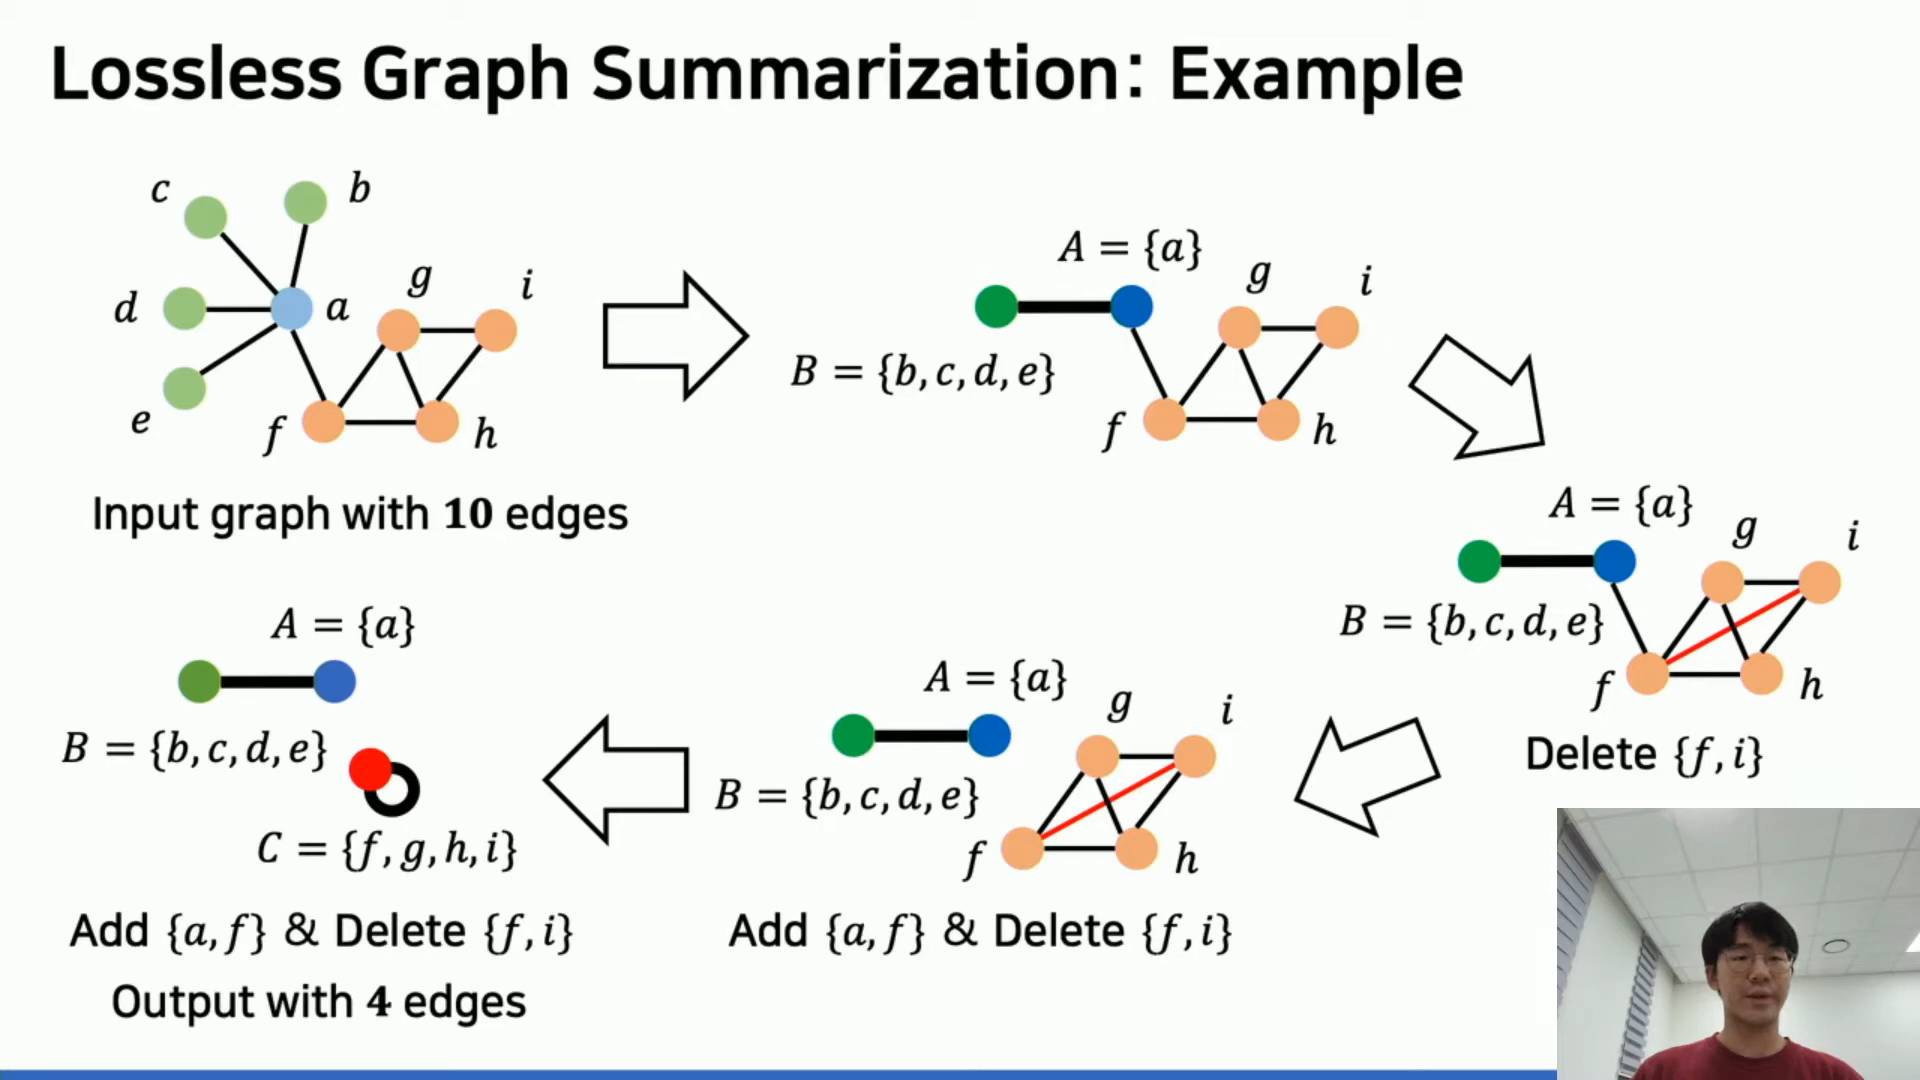 Lossless Graph Summarization: Example
c
b
d
a
g
i
e
f
h
Input graph with 10 edges
A = {a}
g
i
B = {b, c, d, e}
f
h
A = {a}
g
i
B = {b, c, d, e}
f
h
Delete {f, i}
A = {a}
g
i
B = {b, c, d, e}
f
h
Add {a, f} & Delete {f, i}
A = {a}
B = {b, c, d, e}
C = {f, g, h, i}
Add {a, f} & Delete {f, i}
Output with 4 edges